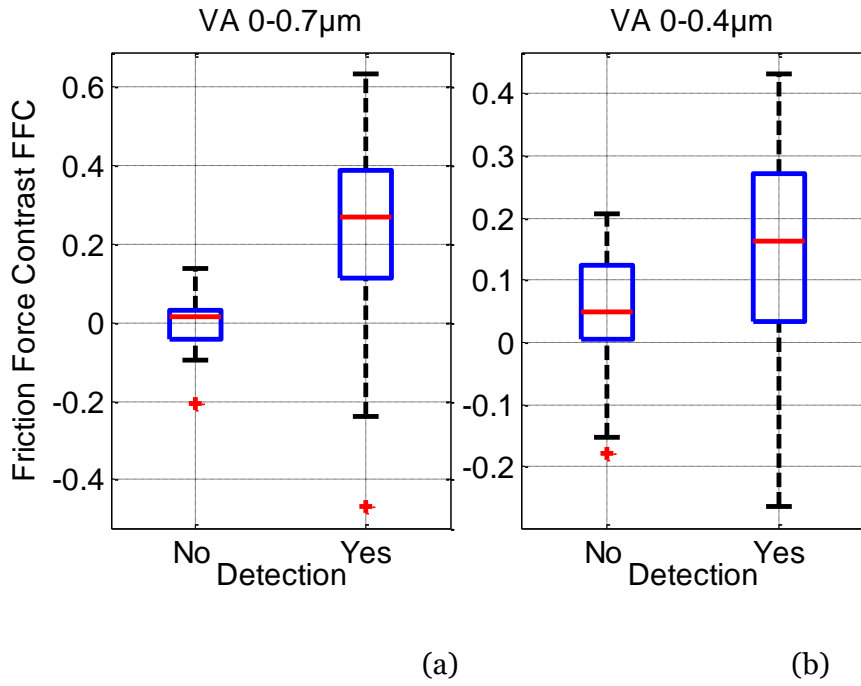 VA 0-0.7µm
VA 0-0.4µm
Friction Force Contrast FFC
0.6
0.4
0.2
0
-0.2
-0.4
0.4
0.3
0.2
0.1
0
-0.1
-0.2
No Yes
No Yes
Detection
Detection
(a)
(b)